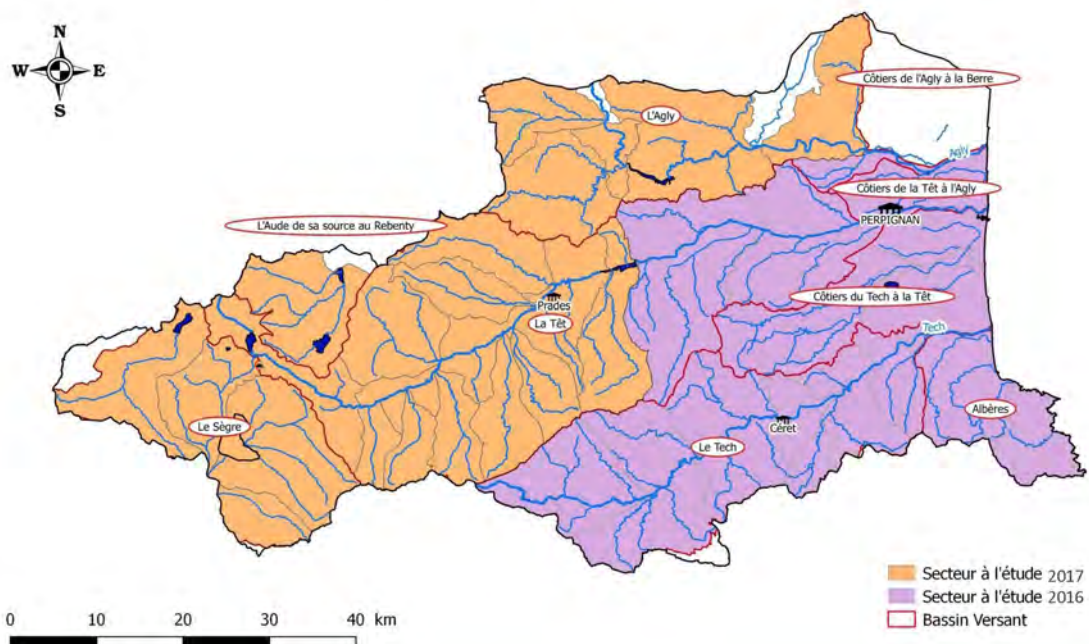 N
W E
S
Côtiers de l'Agly à la Berre
L'Agly
Agly
Côtiers de la Têt à l'Agly
PERPIGNAN
L'Aude de sa source au Rebenty
Côtiers du Tech à la Têt
Prades
La Têt
Tech
Albères
Céret
Le Sègre
Le Tech
Secteur à l'étude 2017
Secteur à l'étude 2016
Bassin Versant
0 10 20 30 40 km